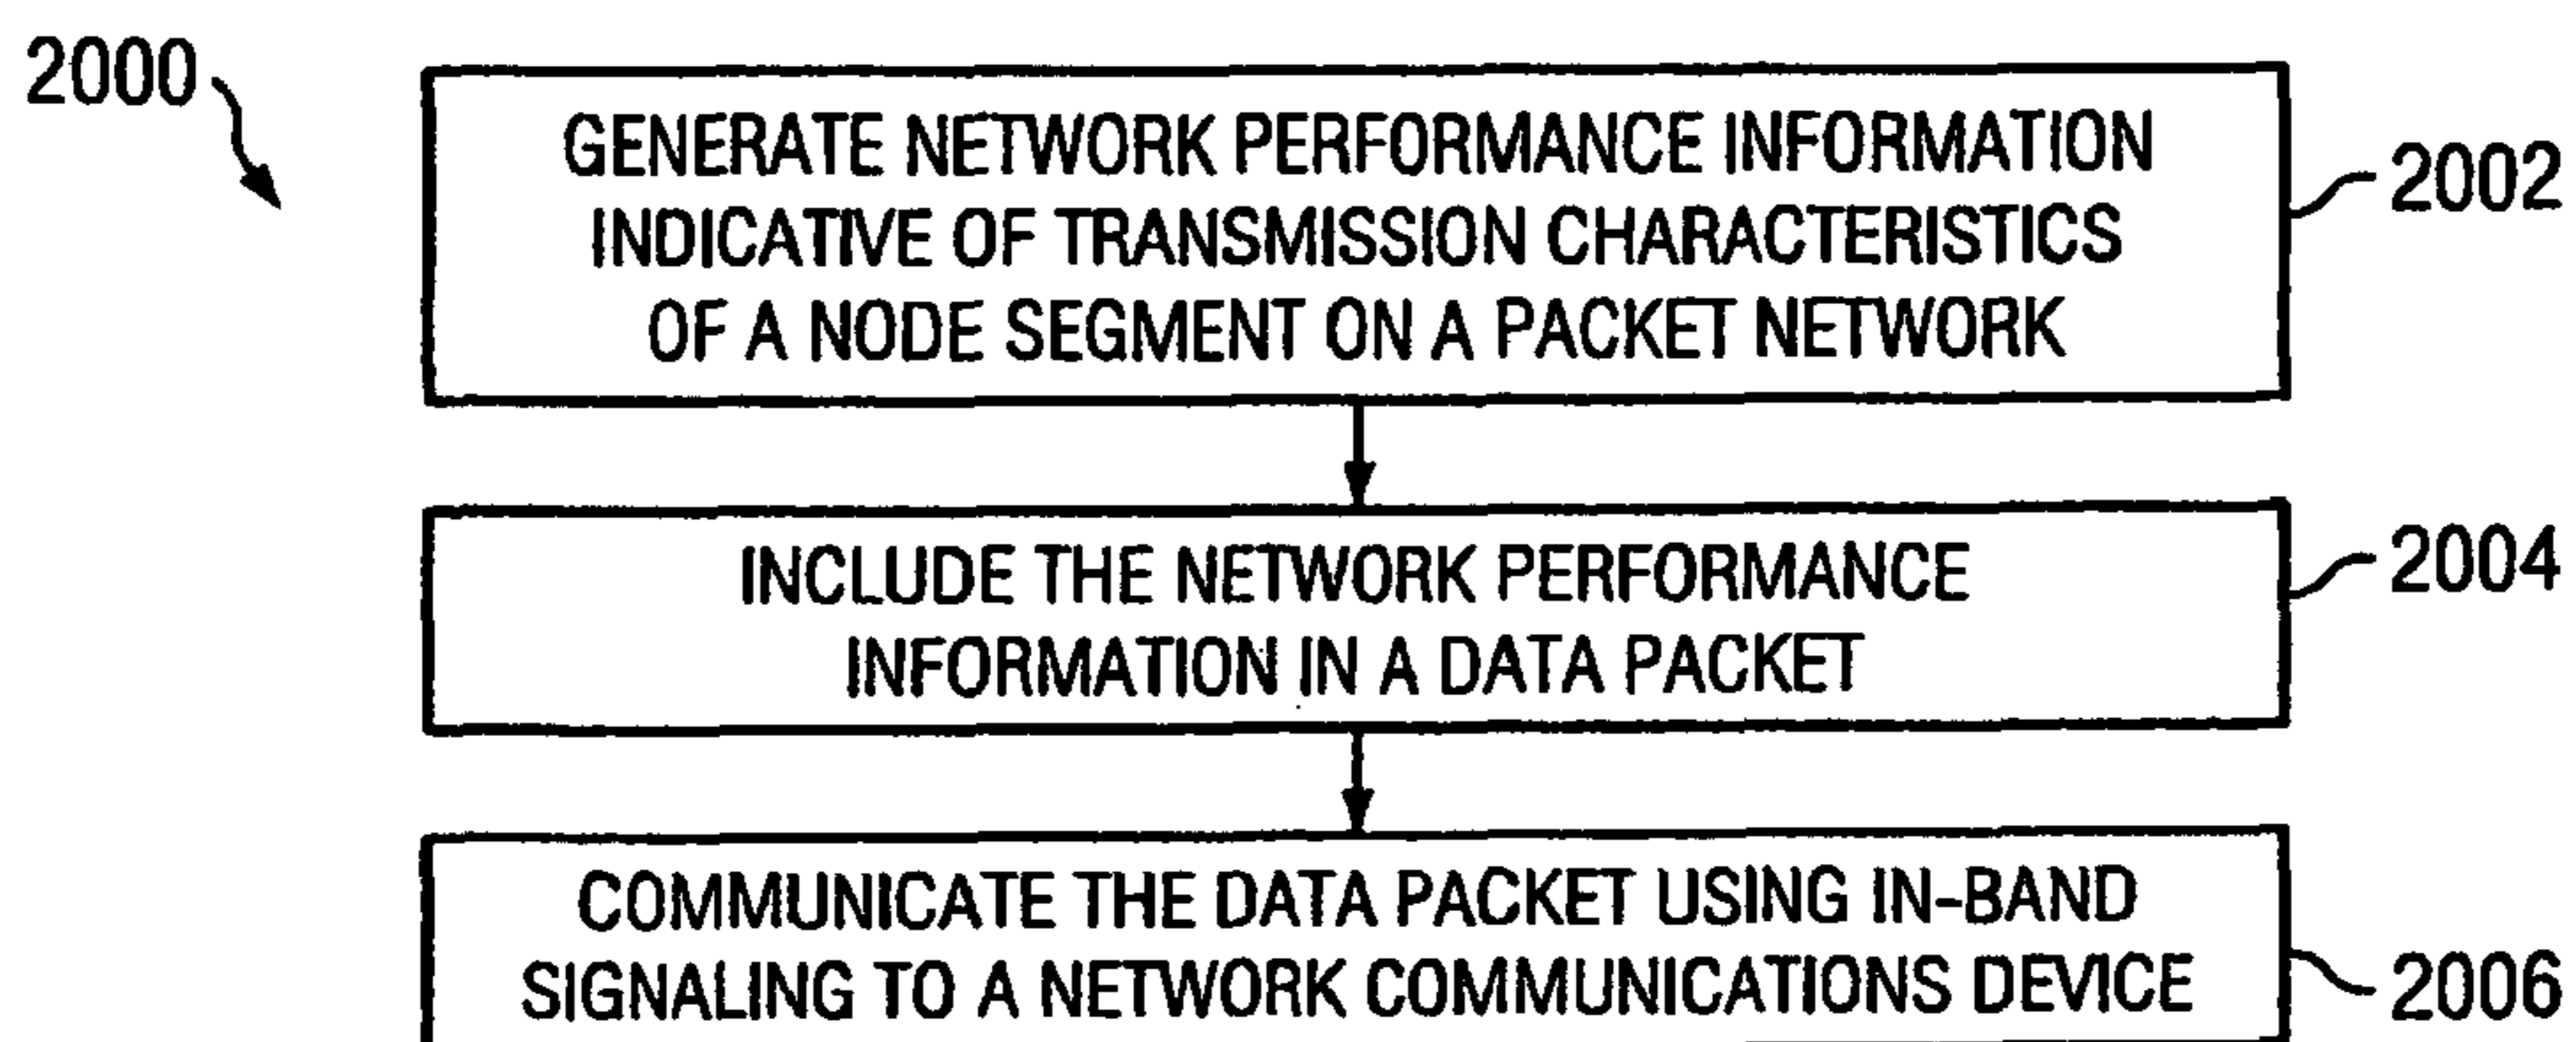 2000
GENERATE NETWORK PERFORMANCE INFORMATION
INDICATIVE OF TRANSMISSION CHARACTERISTICS
OF A NODE SEGMENT ON A PACKET NETWORK
2002
INCLUDE THE NETWORK PERFORMANCE
INFORMATION IN A DATA PACKET
2004
COMMUNICATE THE DATA PACKET USING IN-BAND
SIGNALING TO A NETWORK COMMUNICATIONS DEVICE
2006